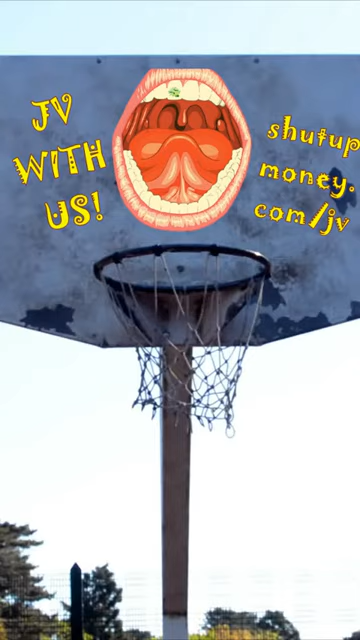 JV
WITH
US!
shutup
money.
com/jv